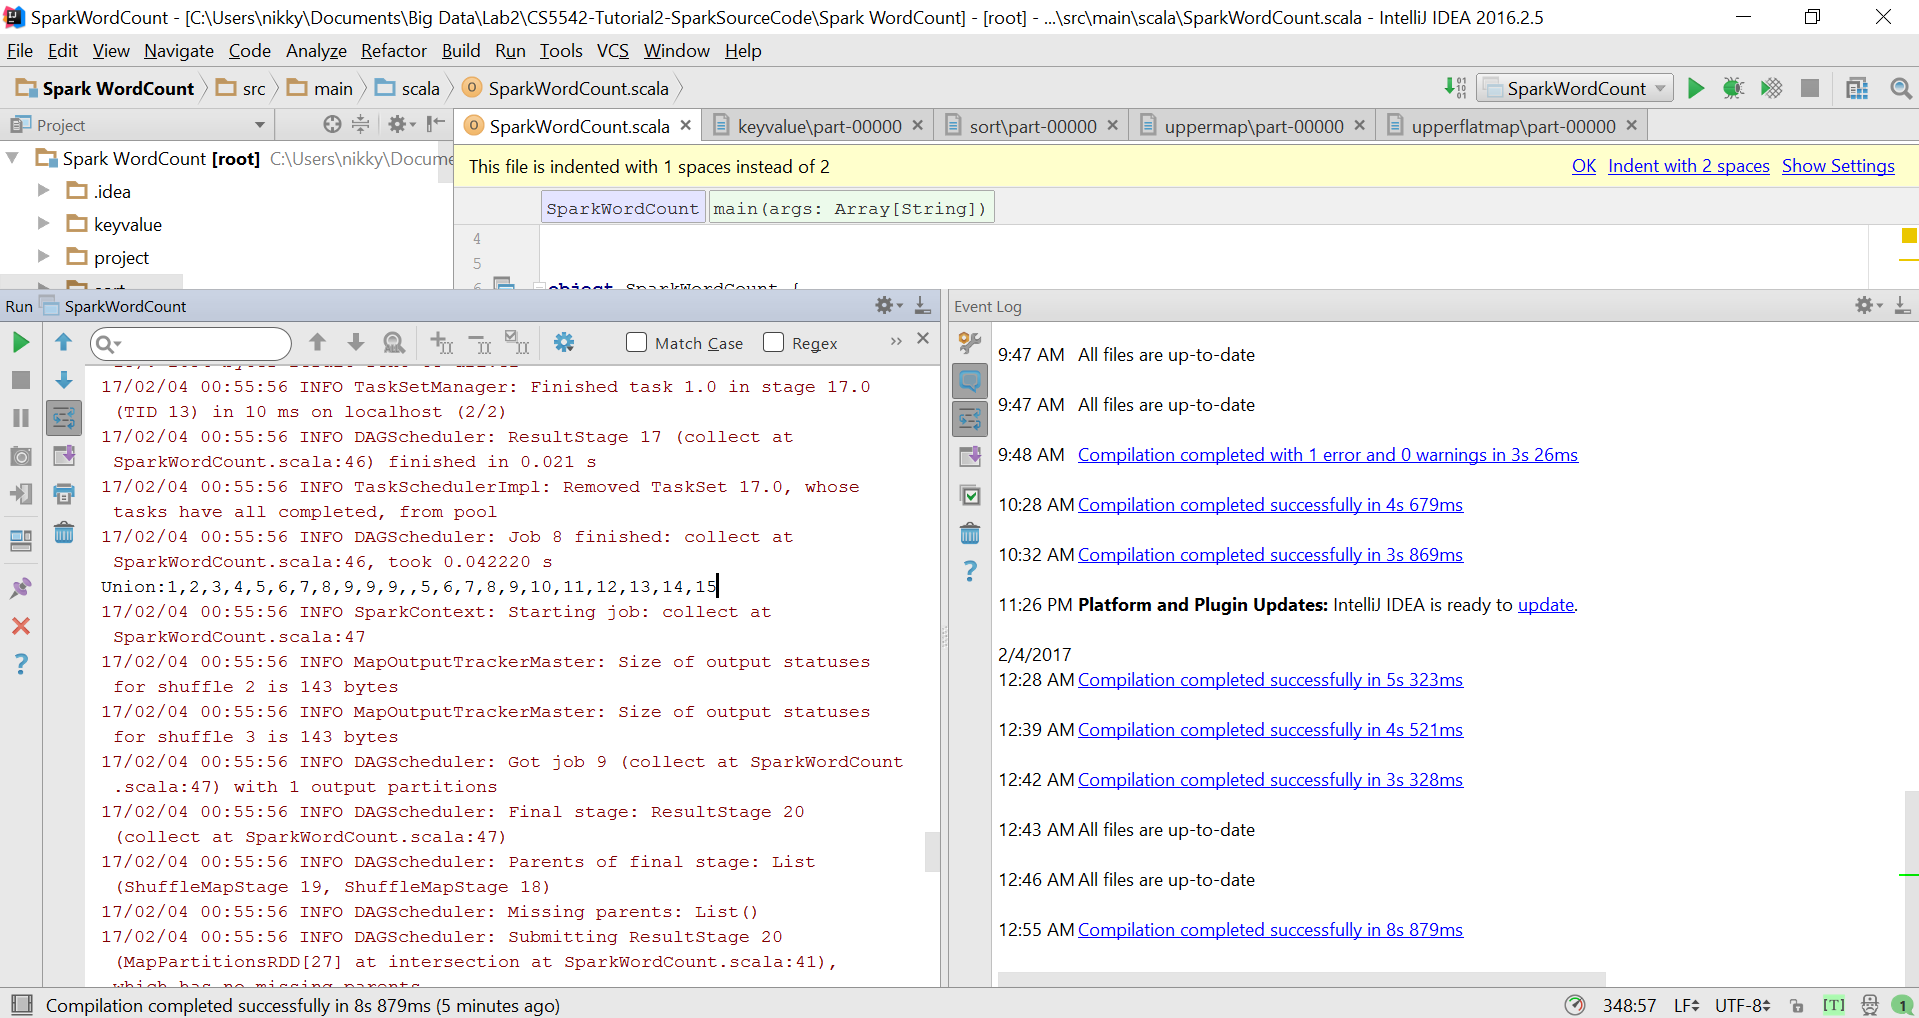 SparkWordCount - [C:\Users\nikky\Documents\Big Data\Lab2\CS5542-Tutorial2-SparkSourceCode\Spark WordCount] - [root] - ...\src\main\scala\SparkWordCount.scala - IntelliJ IDEA 2016.2.5
File Edit View Navigate Code Analyze Refactor Build Run Tools VCS Window Help
Spark WordCount src main scala SparkWordCount.scala SparkWordCount
Project
SparkWordCount.scala keyvalue\part-00000 sort\part-00000 uppermap\part-00000 upperflatmap\part-00000
Spark WordCount [root] C:\Users\nikky\Docume
.idea
keyvalue
project
This file is indented with 1 spaces instead of 2 OK Indent with 2 spaces Show Settings
SparkWordCount main(args: Array[String])
4
5
6 object SparkWordCount {
Run SparkWordCount
Match Case Regex
17/02/04 00:55:56 INFO TaskSetManager: Finished task 1.0 in stage 17.0
(TID 13) in 10 ms on localhost (2/2)
17/02/04 00:55:56 INFO DAGScheduler: ResultStage 17 (collect at
SparkWordCount.scala:46) finished in 0.021 s
17/02/04 00:55:56 INFO TaskSchedulerImpl: Removed TaskSet 17.0, whose
tasks have all completed, from pool
17/02/04 00:55:56 INFO DAGScheduler: Job 8 finished: collect at
SparkWordCount.scala:46, took 0.042220 s
Union:1,2,3,4,5,6,7,8,9,9,9,,5,6,7,8,9,10,11,12,13,14,15
17/02/04 00:55:56 INFO SparkContext: Starting job: collect at
SparkWordCount.scala:47
17/02/04 00:55:56 INFO MapOutputTrackerMaster: Size of output statuses
for shuffle 2 is 143 bytes
17/02/04 00:55:56 INFO MapOutputTrackerMaster: Size of output statuses
for shuffle 3 is 143 bytes
17/02/04 00:55:56 INFO DAGScheduler: Got job 9 (collect at SparkWordCount
.scala:47) with 1 output partitions
17/02/04 00:55:56 INFO DAGScheduler: Final stage: ResultStage 20
(collect at SparkWordCount.scala:47)
17/02/04 00:55:56 INFO DAGScheduler: Parents of final stage: List
(ShuffleMapStage 19, ShuffleMapStage 18)
17/02/04 00:55:56 INFO DAGScheduler: Missing parents: List()
17/02/04 00:55:56 INFO DAGScheduler: Submitting ResultStage 20
(MapPartitionsRDD[27] at intersection at SparkWordCount.scala:41),
which has no missing parents
Event Log
9:47 AM All files are up-to-date
9:47 AM All files are up-to-date
9:48 AM Compilation completed with 1 error and 0 warnings in 3s 26ms
10:28 AM Compilation completed successfully in 4s 679ms
10:32 AM Compilation completed successfully in 3s 869ms
11:26 PM Platform and Plugin Updates: IntelliJ IDEA is ready to update.
2/4/2017
12:28 AM Compilation completed successfully in 5s 323ms
12:39 AM Compilation completed successfully in 4s 521ms
12:42 AM Compilation completed successfully in 3s 328ms
12:43 AM All files are up-to-date
12:46 AM All files are up-to-date
12:55 AM Compilation completed successfully in 8s 879ms
Compilation completed successfully in 8s 879ms (5 minutes ago) 348:57 LF UTF-8 [T] 1